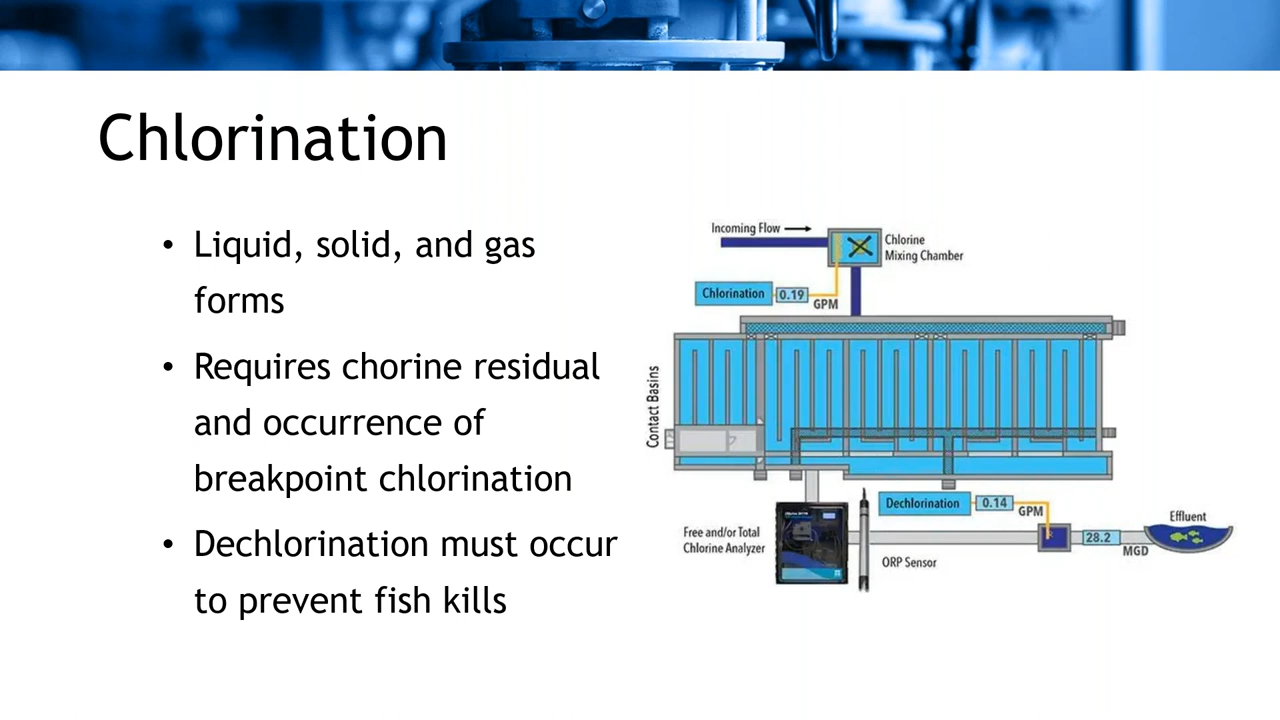 Chlorination
• Liquid, solid, and gas
forms
• Requires chorine residual
and occurrence of
breakpoint chlorination
• Dechlorination must occur
to prevent fish kills
Incoming Flow
Chlorine
Mixing Chamber
Chlorination
0.19
GPM
Contact Basins
Dechlorination
0.14
GPM
Free and/or Total
Chlorine Analyzer
ORP Sensor
28.2
MGD
Effluent